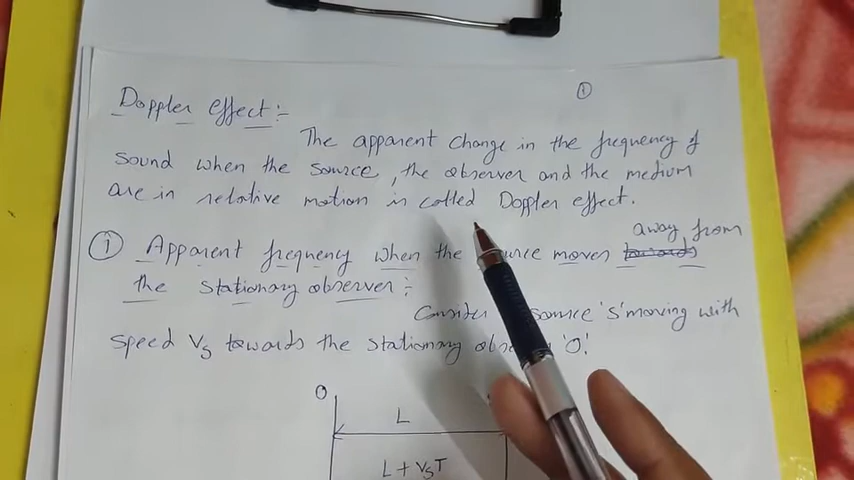 ①
Doppler effect :-
The apparent change in the frequency of
sound when the source, the observer and the medium
are in relative motion is called Doppler effect.
① Apparent frequency when the source moves away from
the stationary observer :-
Consider source 's' moving with
speed Vs towards the stationary observer 'O'.
O
L
L + VsT